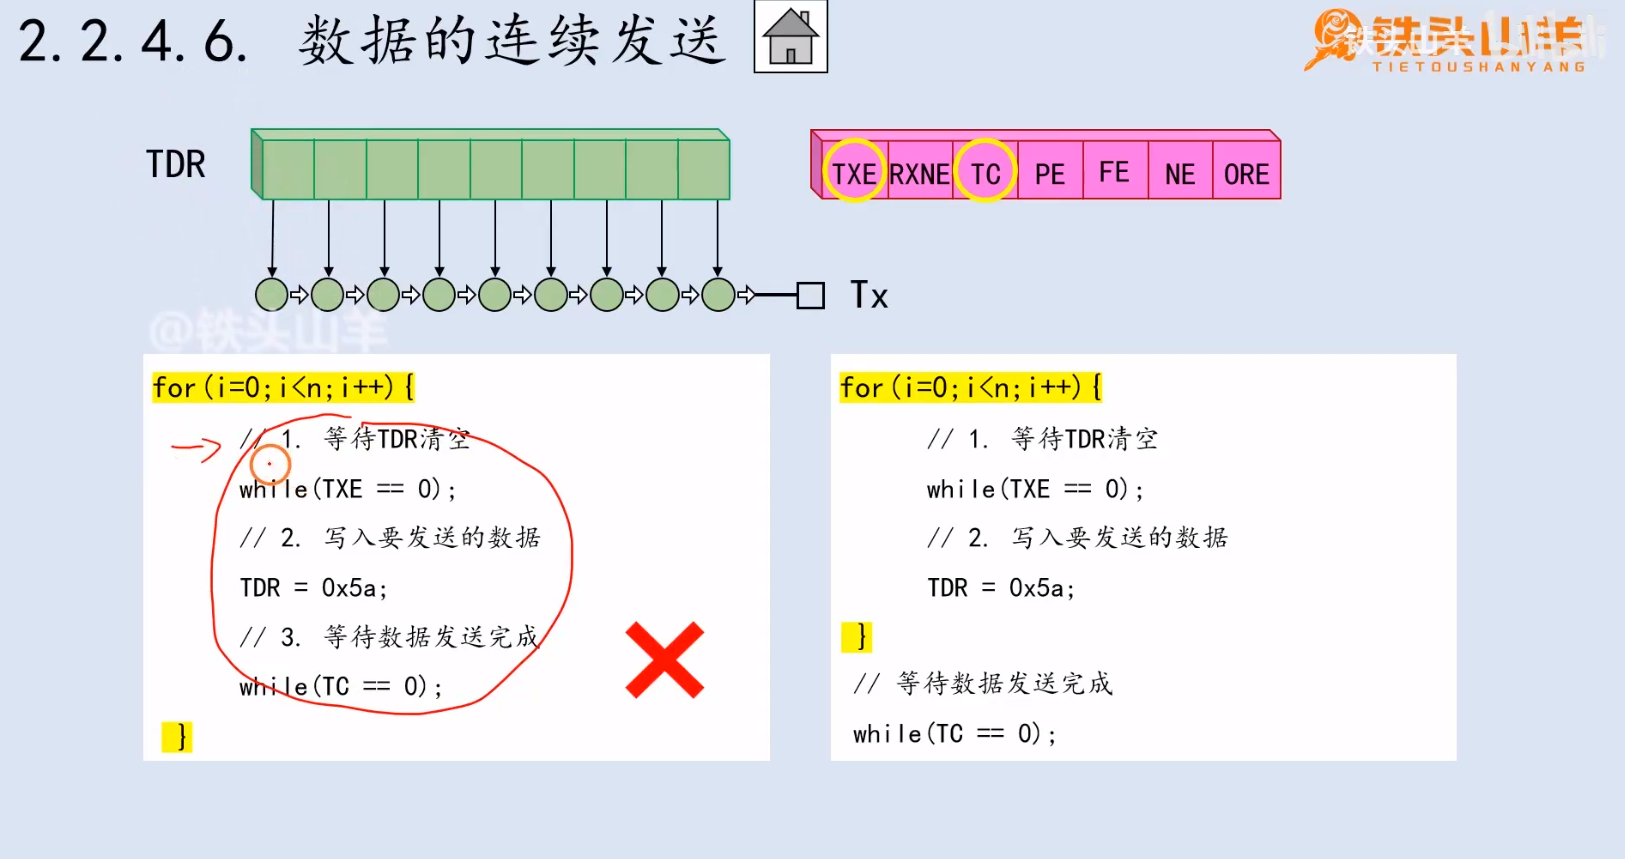 2.2.4.6. 数据的连续发送
铁头山羊
TIETOUSHANYANG
TDR
TXE RXNE TC PE FE NE ORE
Tx
@铁头山羊
for(i=0;i<n;i++){
// 1. 等待TDR清空
while(TXE == 0);
// 2. 写入要发送的数据
TDR = 0x5a;
// 3. 等待数据发送完成
while(TC == 0);
}
for(i=0;i<n;i++){
// 1. 等待TDR清空
while(TXE == 0);
// 2. 写入要发送的数据
TDR = 0x5a;
}
// 等待数据发送完成
while(TC == 0);